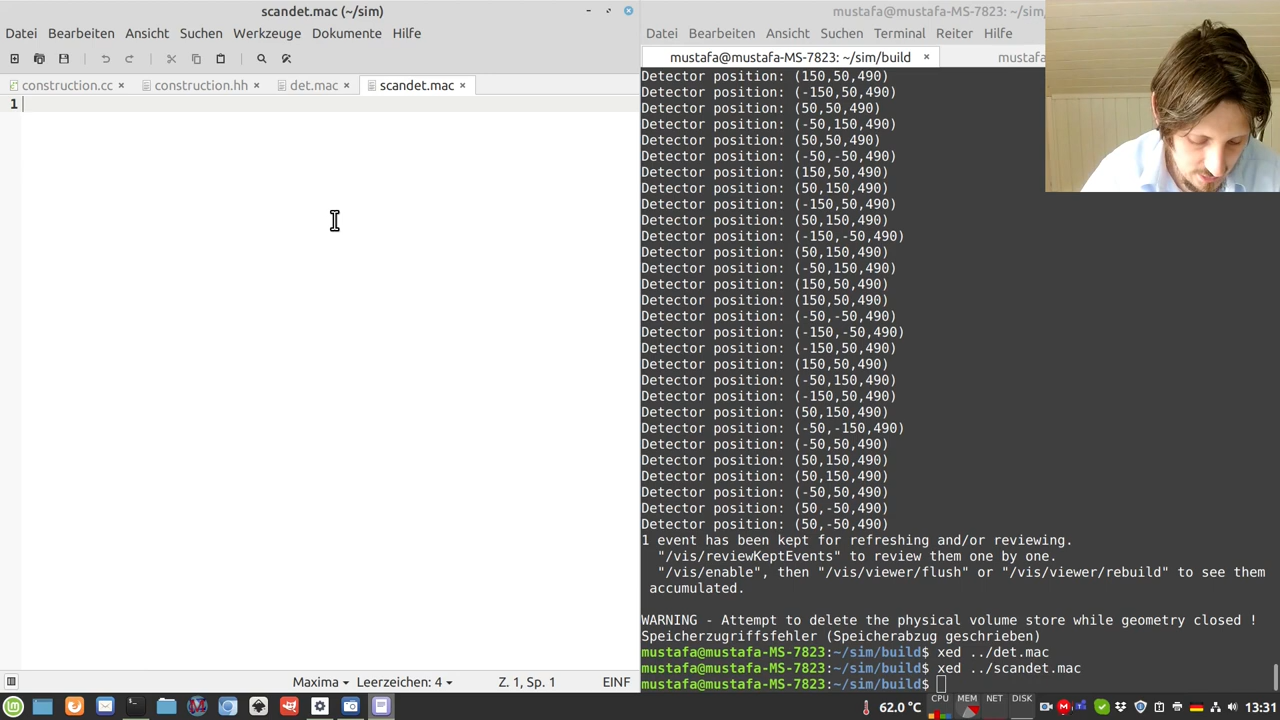 scandet.mac (~/sim)
Datei Bearbeiten Ansicht Suchen Werkzeuge Dokumente Hilfe
construction.cc × construction.hh × det.mac × scandet.mac ×
1
Maxima Leerzeichen: 4 Z. 1, Sp. 1 EINF
mustafa@mustafa-MS-7823: ~/sim/
Datei Bearbeiten Ansicht Suchen Terminal Reiter Hilfe
mustafa@mustafa-MS-7823: ~/sim/build × musta
Detector position: (150,50,490)
Detector position: (-150,50,490)
Detector position: (50,50,490)
Detector position: (-50,150,490)
Detector position: (50,50,490)
Detector position: (-50,-50,490)
Detector position: (150,50,490)
Detector position: (50,150,490)
Detector position: (-150,50,490)
Detector position: (50,150,490)
Detector position: (-150,-50,490)
Detector position: (50,150,490)
Detector position: (-50,150,490)
Detector position: (150,50,490)
Detector position: (150,50,490)
Detector position: (-50,-50,490)
Detector position: (-150,-50,490)
Detector position: (-150,50,490)
Detector position: (150,50,490)
Detector position: (-50,150,490)
Detector position: (-150,50,490)
Detector position: (50,150,490)
Detector position: (-50,-150,490)
Detector position: (-50,50,490)
Detector position: (50,150,490)
Detector position: (50,150,490)
Detector position: (-50,50,490)
Detector position: (50,-50,490)
Detector position: (50,-50,490)
1 event has been kept for refreshing and/or reviewing.
"/vis/reviewKeptEvents" to review them one by one.
"/vis/enable", then "/vis/viewer/flush" or "/vis/viewer/rebuild" to see them
accumulated.
WARNING - Attempt to delete the physical volume store while geometry closed !
Speicherzugriffsfehler (Speicherabzug geschrieben)
mustafa@mustafa-MS-7823:~/sim/build$ xed ../det.mac
mustafa@mustafa-MS-7823:~/sim/build$ xed ../scandet.mac
mustafa@mustafa-MS-7823:~/sim/build$
62.0 °C CPU MEM NET DISK 13:31